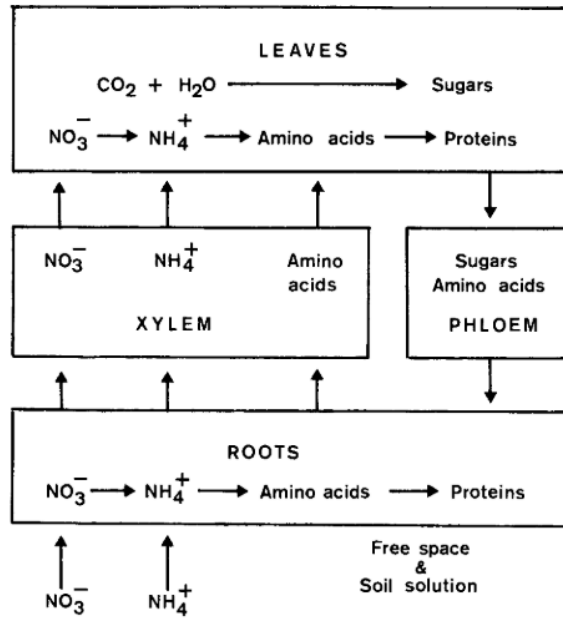 LEAVES
CO₂ + H₂O → Sugars
NO₃⁻ → NH₄⁺ → Amino acids → Proteins
NO₃⁻ NH₄⁺ Amino acids
XYLEM
Sugars
Amino acids
PHLOEM
ROOTS
NO₃⁻ → NH₄⁺ → Amino acids → Proteins
Free space
&
Soil solution
NO₃⁻ NH₄⁺